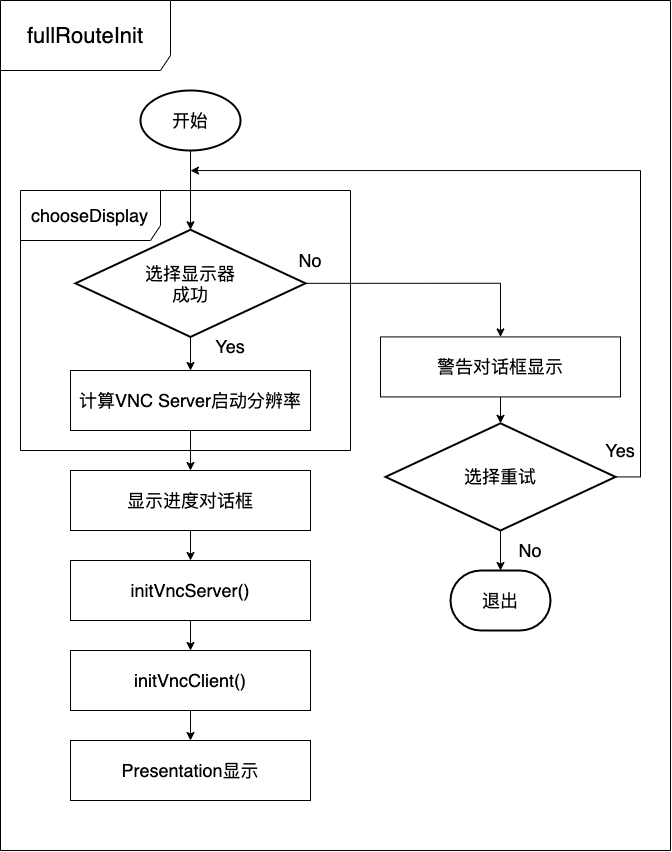 fullRouteInit
开始
chooseDisplay
选择显示器
成功
No
Yes
计算VNC Server启动分辨率
警告对话框显示
选择重试
Yes
显示进度对话框
No
initVncServer()
退出
initVncClient()
Presentation显示